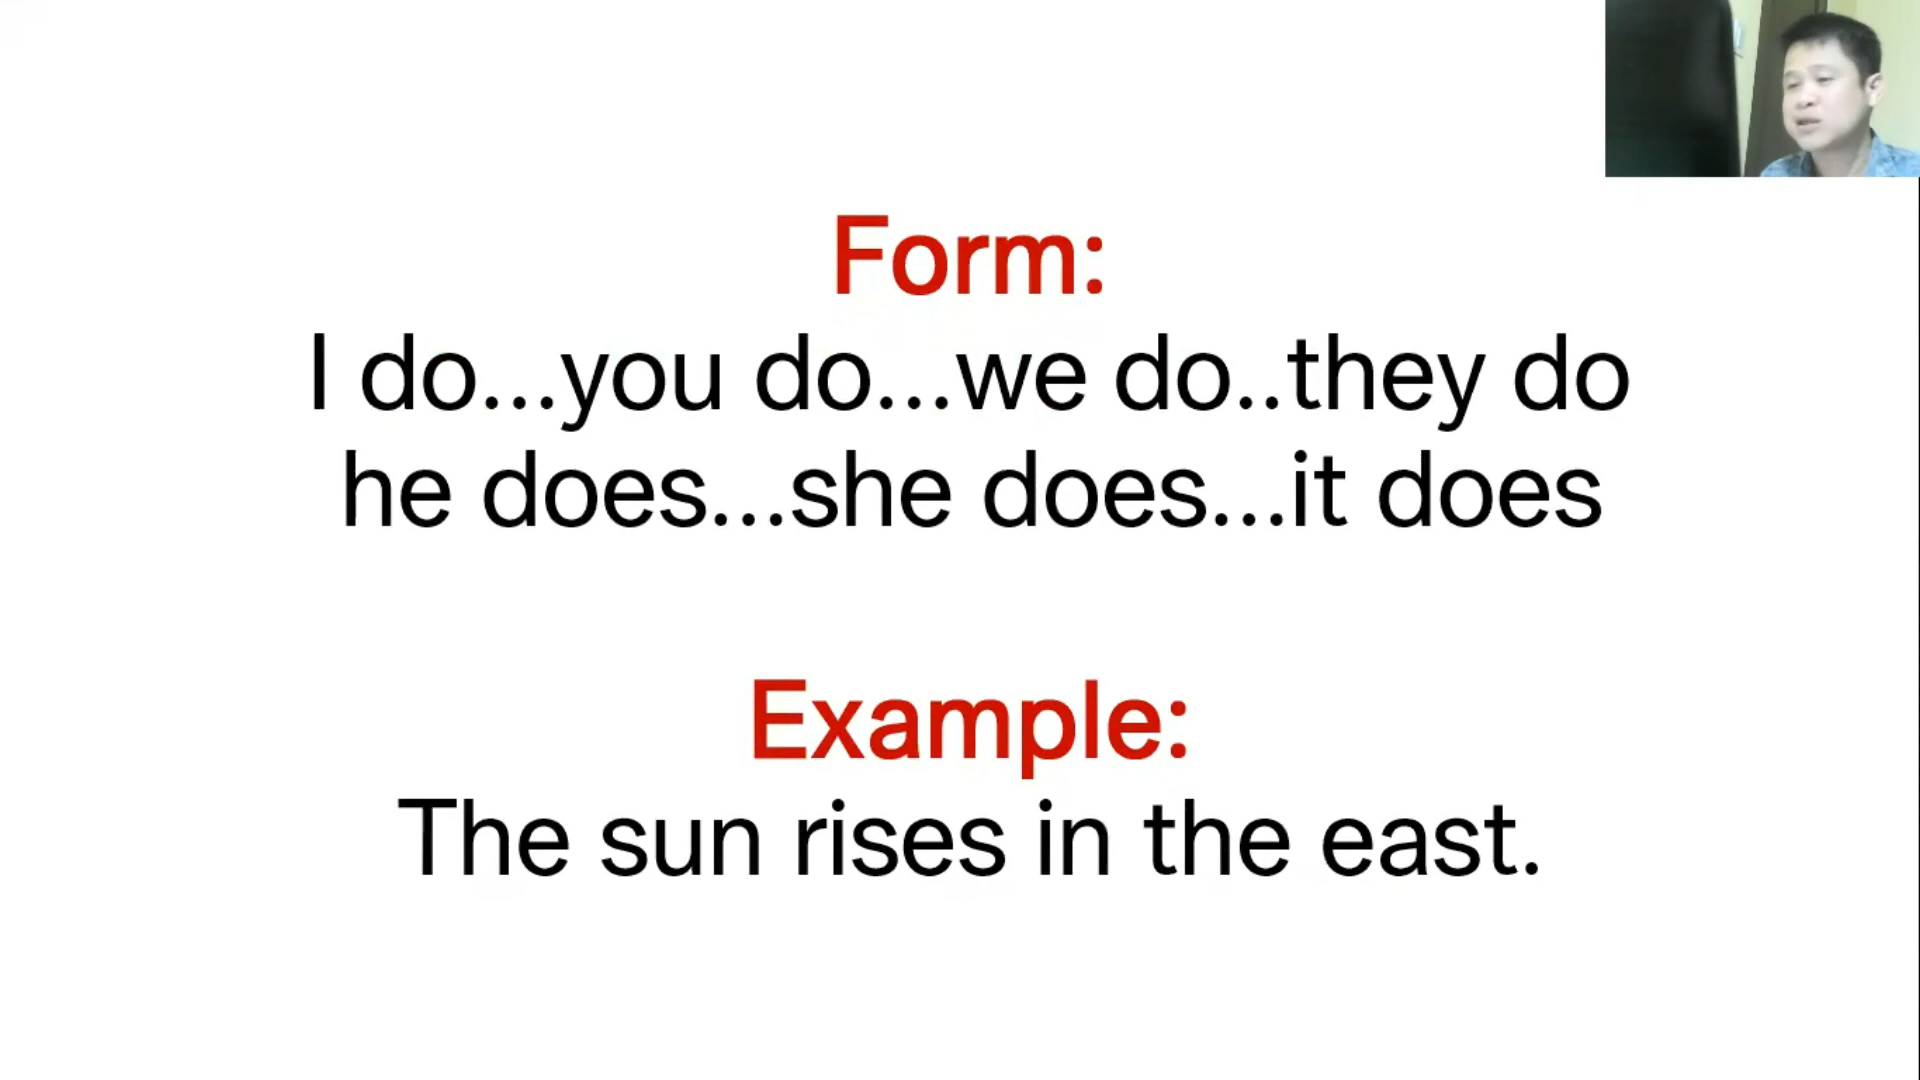 Form:
I do...you do...we do..they do
he does...she does...it does
Example:
The sun rises in the east.